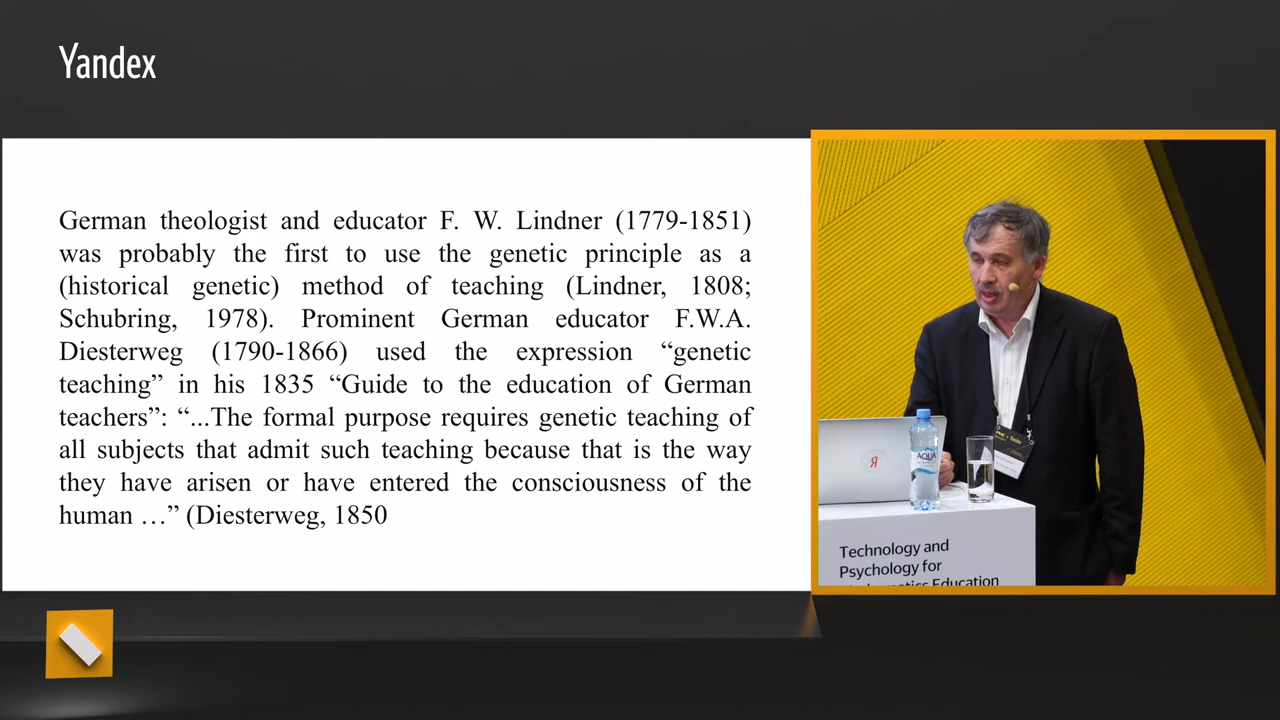 Yandex
German theologist and educator F. W. Lindner (1779-1851)
was probably the first to use the genetic principle as a
(historical genetic) method of teaching (Lindner, 1808;
Schubring, 1978). Prominent German educator F.W.A.
Diesterweg (1790-1866) used the expression “genetic
teaching” in his 1835 “Guide to the education of German
teachers”: “...The formal purpose requires genetic teaching of
all subjects that admit such teaching because that is the way
they have arisen or have entered the consciousness of the
human …” (Diesterweg, 1850
Я
AQUA
Technology and
Psychology for
Education